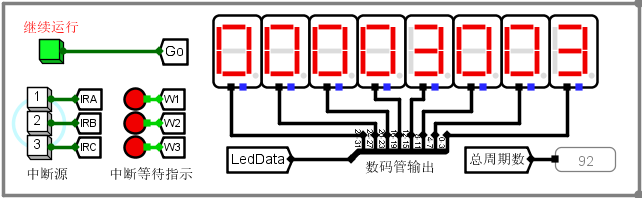 继续运行
Go
00003003
1 IRA W1
2 IRB W2
3 IRC W3
中断源 中断等待指示
LedData 数码管输出 总周期数 92